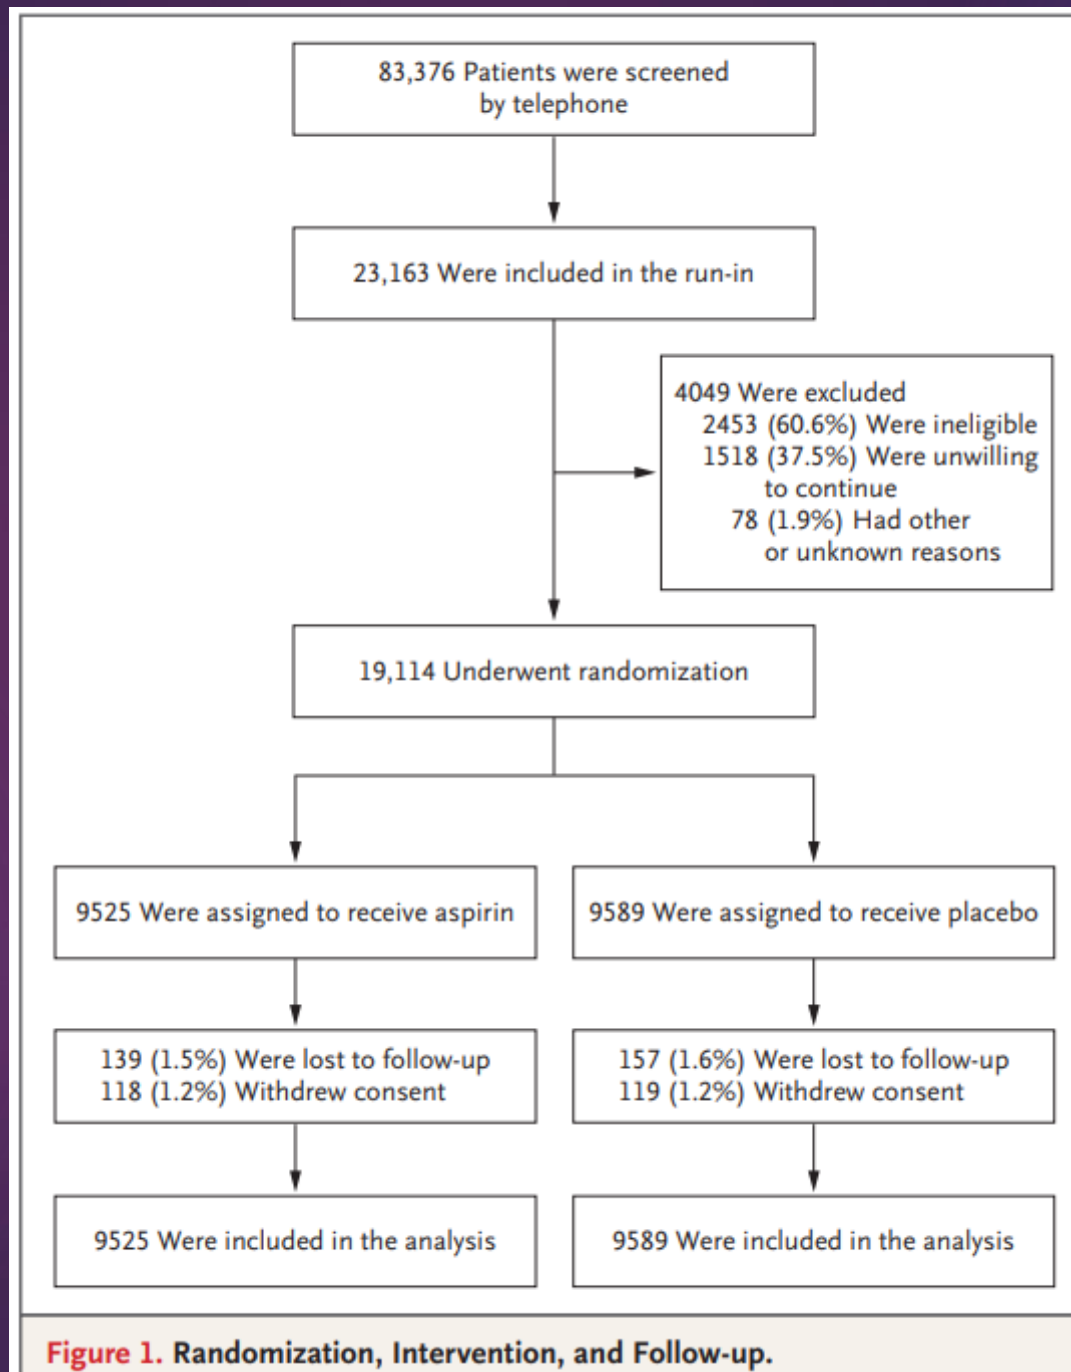 83,376 Patients were screened
by telephone
23,163 Were included in the run-in
4049 Were excluded
2453 (60.6%) Were ineligible
1518 (37.5%) Were unwilling
to continue
78 (1.9%) Had other
or unknown reasons
19,114 Underwent randomization
9525 Were assigned to receive aspirin
9589 Were assigned to receive placebo
139 (1.5%) Were lost to follow-up
118 (1.2%) Withdrew consent
157 (1.6%) Were lost to follow-up
119 (1.2%) Withdrew consent
9525 Were included in the analysis
9589 Were included in the analysis
Figure 1. Randomization, Intervention, and Follow-up.